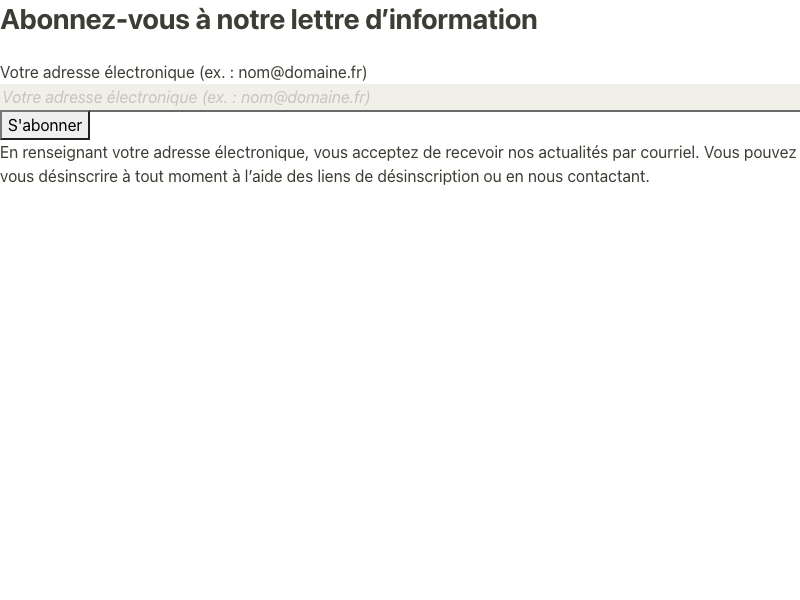 Abonnez-vous à notre lettre d’information
Votre adresse électronique (ex. : nom@domaine.fr)
Votre adresse électronique (ex. : nom@domaine.fr)
S'abonner
En renseignant votre adresse électronique, vous acceptez de recevoir nos actualités par courriel. Vous pouvez
vous désinscrire à tout moment à l’aide des liens de désinscription ou en nous contactant.